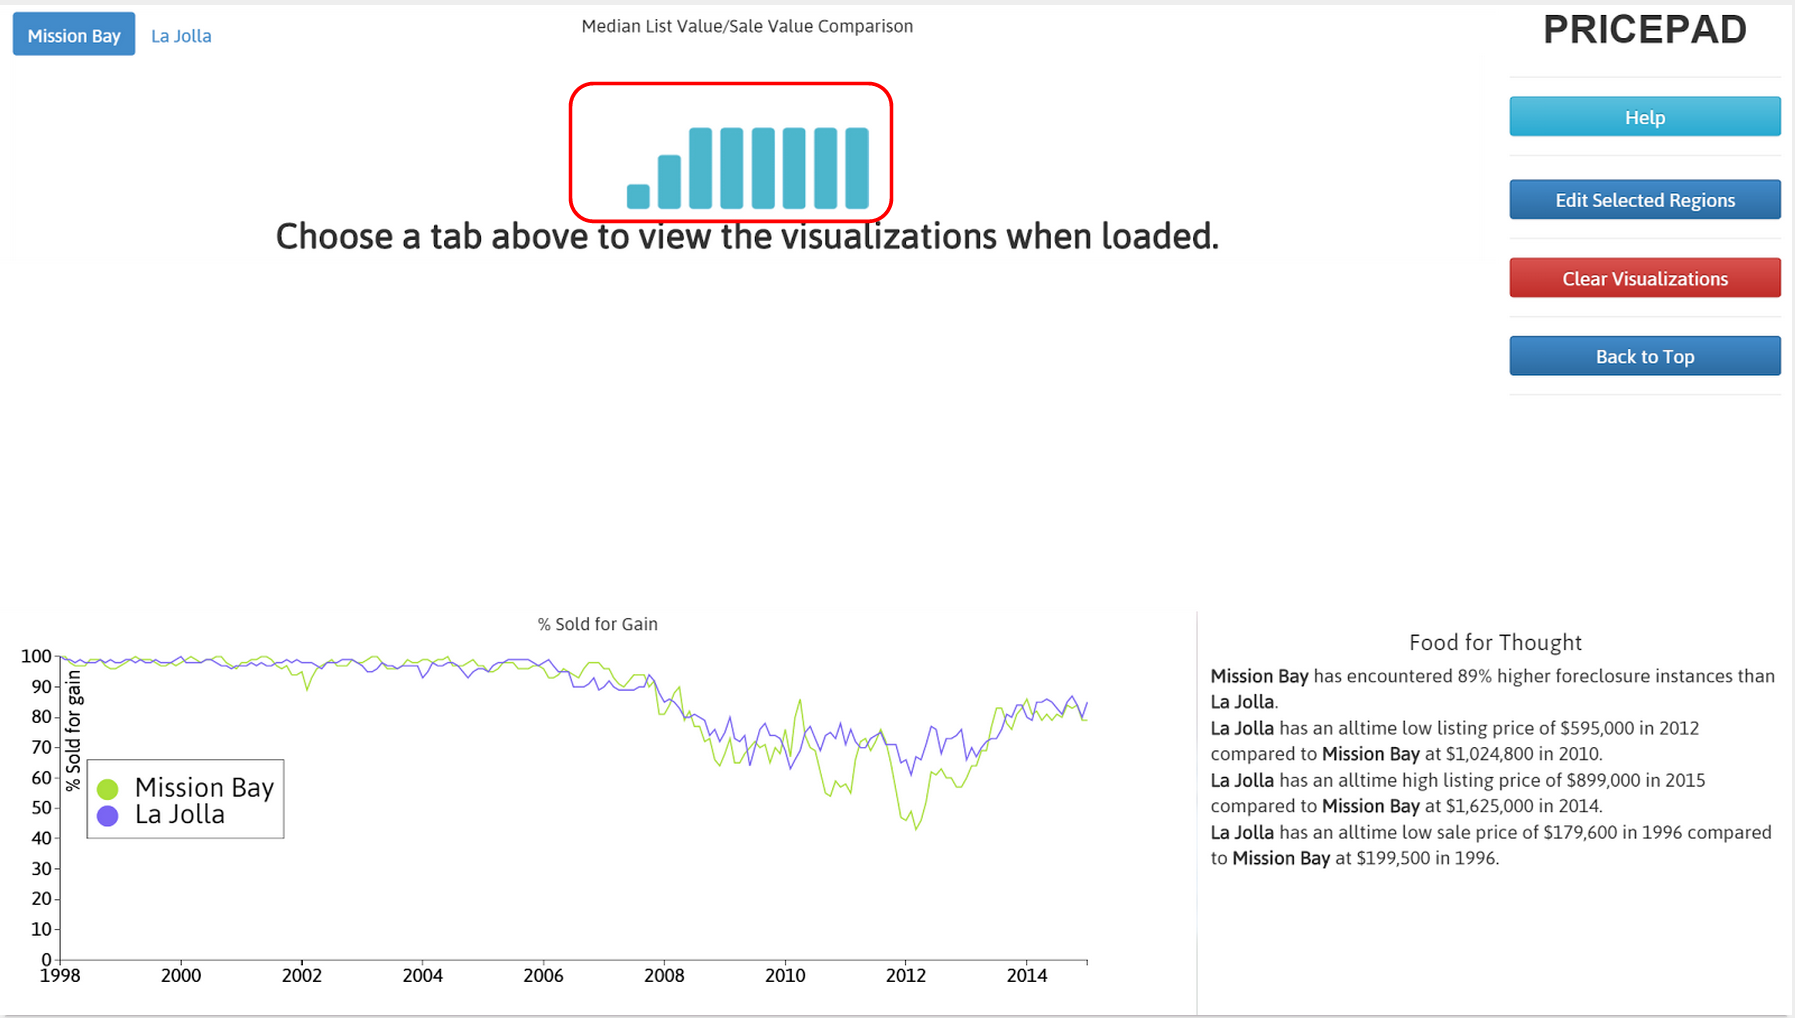 Mission Bay
La Jolla
Median List Value/Sale Value Comparison
PRICEPAD
Help
Edit Selected Regions
Clear Visualizations
Back to Top
Choose a tab above to view the visualizations when loaded.
% Sold for Gain
100
90
80
70
60
50
40
30
20
10
0
% Sold for gain
Mission Bay
La Jolla
1998
2000
2002
2004
2006
2008
2010
2012
2014
Food for Thought
Mission Bay has encountered 89% higher foreclosure instances than
La Jolla.
La Jolla has an alltime low listing price of $595,000 in 2012
compared to Mission Bay at $1,024,800 in 2010.
La Jolla has an alltime high listing price of $899,000 in 2015
compared to Mission Bay at $1,625,000 in 2014.
La Jolla has an alltime low sale price of $179,600 in 1996 compared
to Mission Bay at $199,500 in 1996.